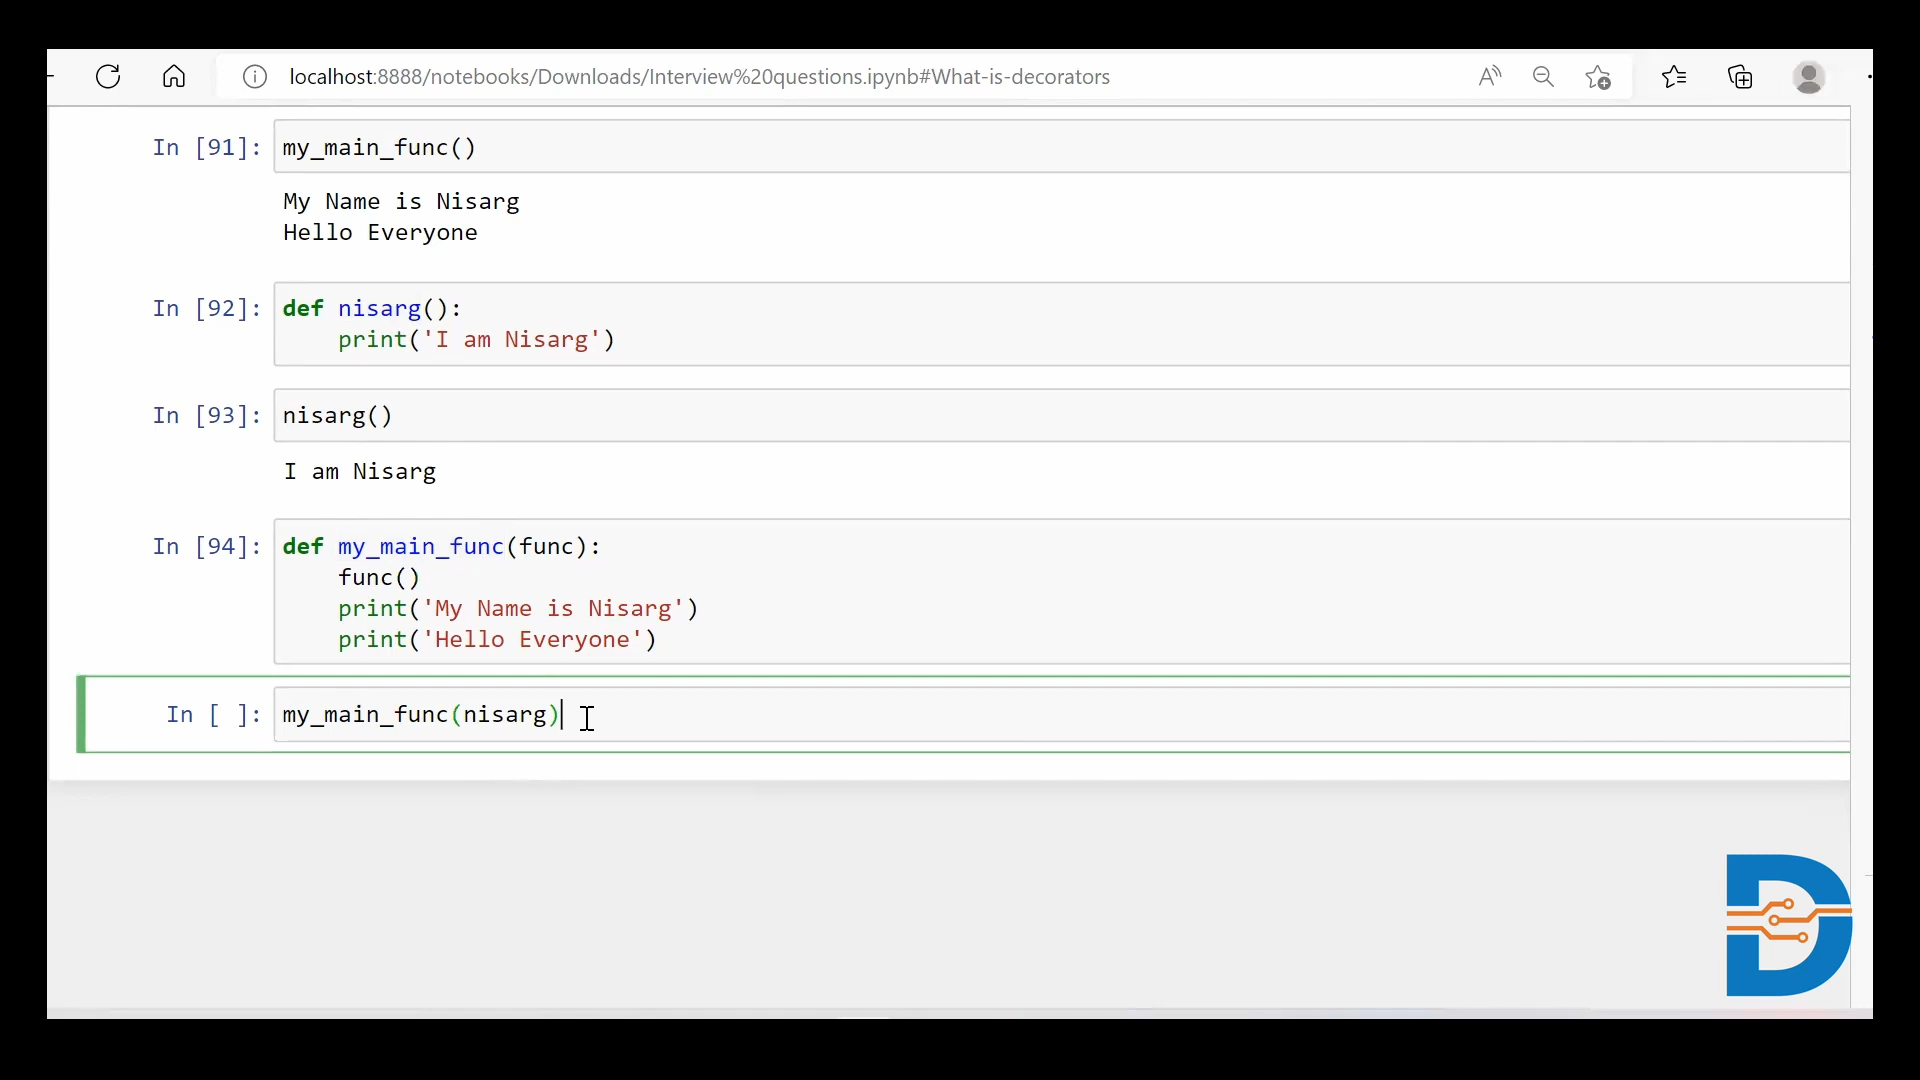 localhost:8888/notebooks/Downloads/Interview%20questions.ipynb#What-is-decorators
In [91]: my_main_func()
My Name is Nisarg
Hello Everyone
In [92]: def nisarg():
    print('I am Nisarg')
In [93]: nisarg()
I am Nisarg
In [94]: def my_main_func(func):
    func()
    print('My Name is Nisarg')
    print('Hello Everyone')
In [ ]: my_main_func(nisarg)